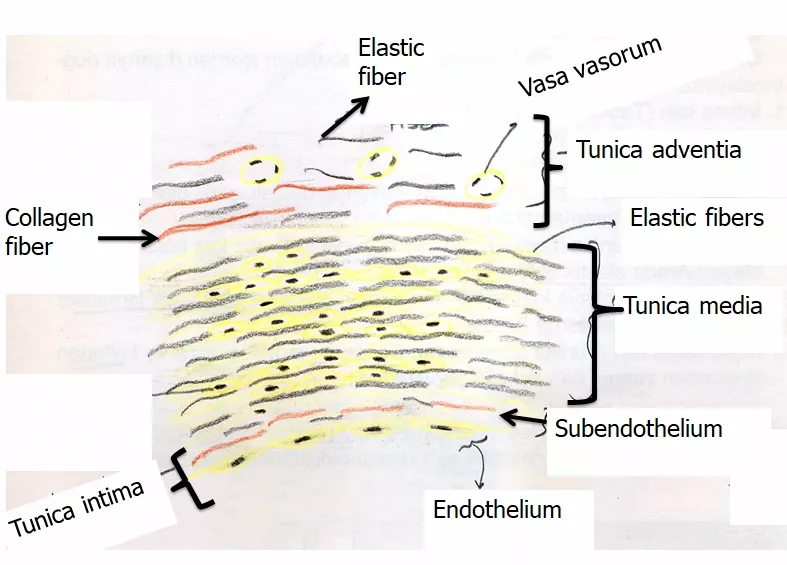 Elastic
fiber
Vasa vasorum
Tunica adventia
Collagen
fiber
Elastic fibers
Tunica media
Subendothelium
Tunica intima
Endothelium